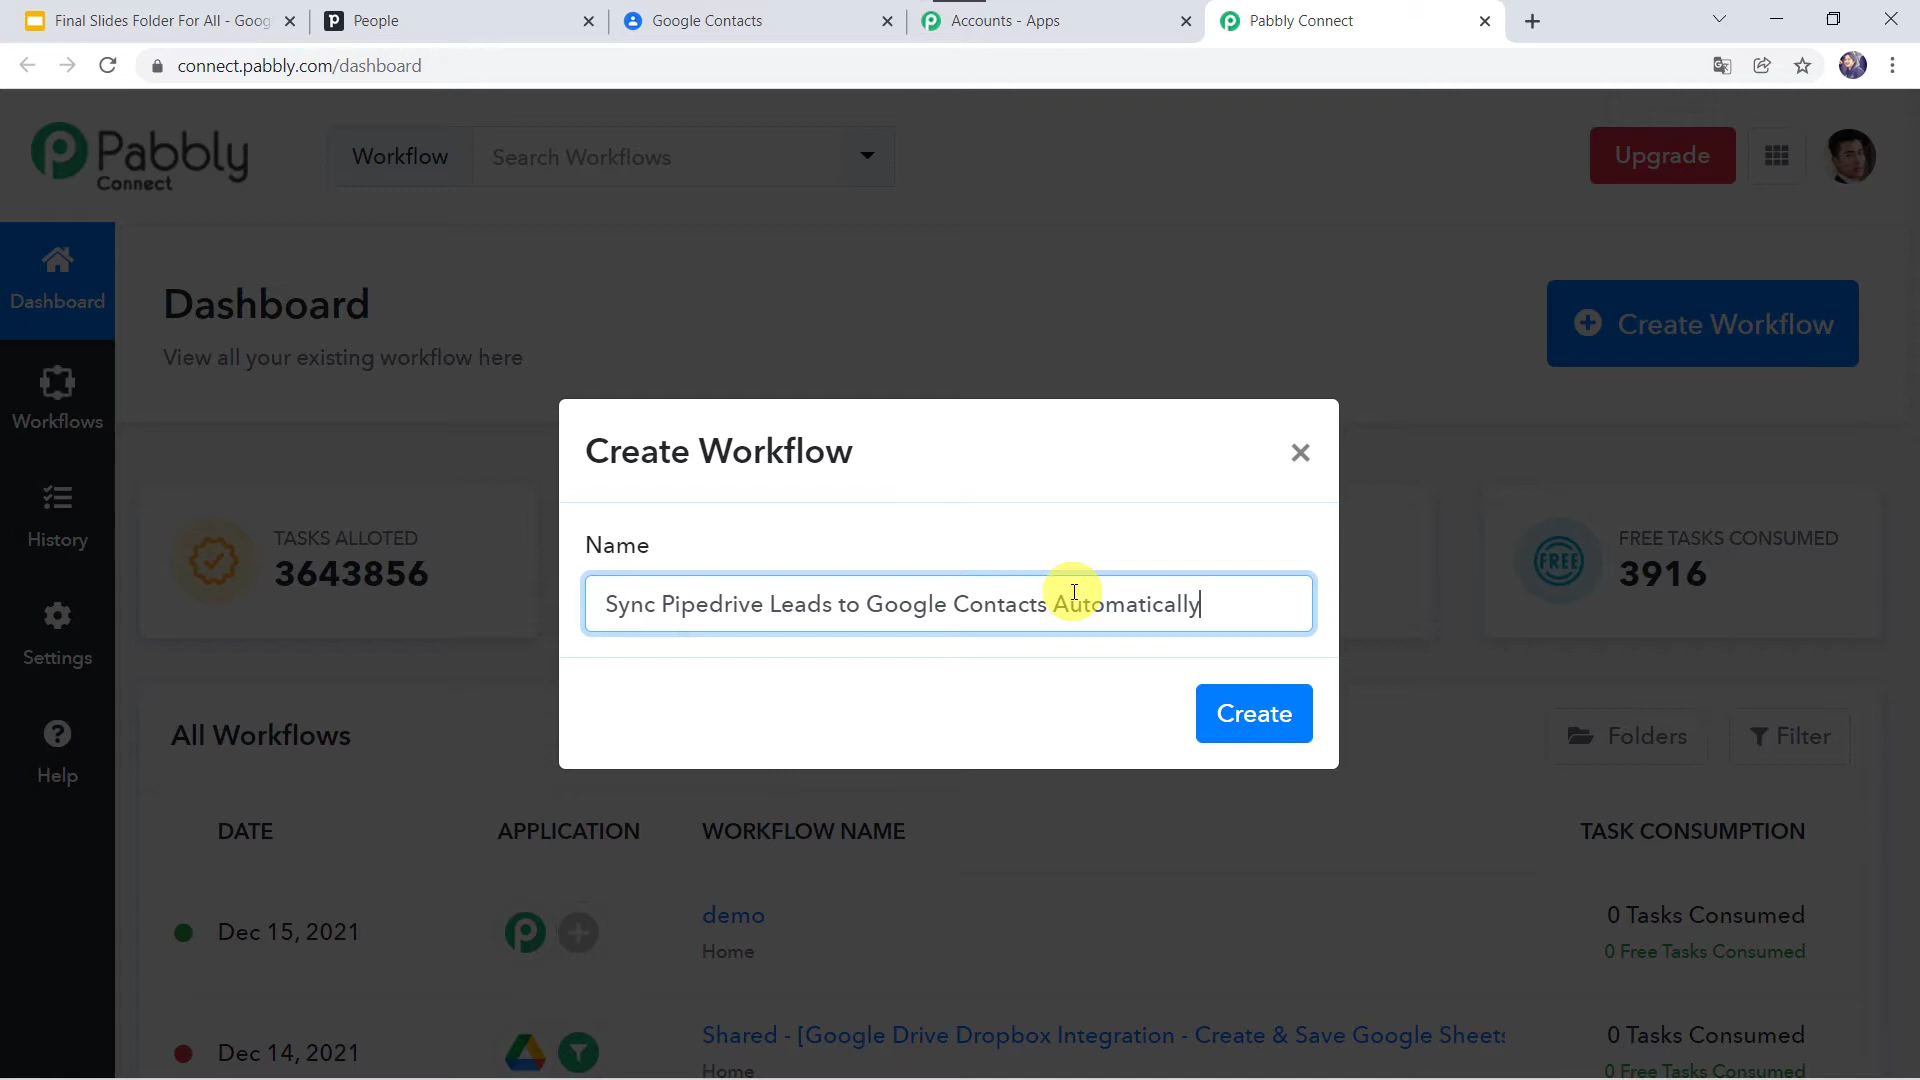 Final Slides Folder For All - Goog
People
Google Contacts
Accounts - Apps
Pabbly Connect
connect.pabbly.com/dashboard
Pabbly
Connect
Workflow
Search Workflows
Upgrade
Dashboard
Workflows
History
Settings
Help
Dashboard
View all your existing workflow here
Create Workflow
TASKS ALLOTED
3643856
FREE TASKS CONSUMED
3916
FREE
Create Workflow
×
Name
Sync Pipedrive Leads to Google Contacts Automatically
Create
All Workflows
Folders
Filter
DATE
APPLICATION
WORKFLOW NAME
TASK CONSUMPTION
Dec 15, 2021
demo
Home
0 Tasks Consumed
0 Free Tasks Consumed
Dec 14, 2021
Shared - [Google Drive Dropbox Integration - Create & Save Google Sheets
Home
0 Tasks Consumed
0 Free Tasks Consumed